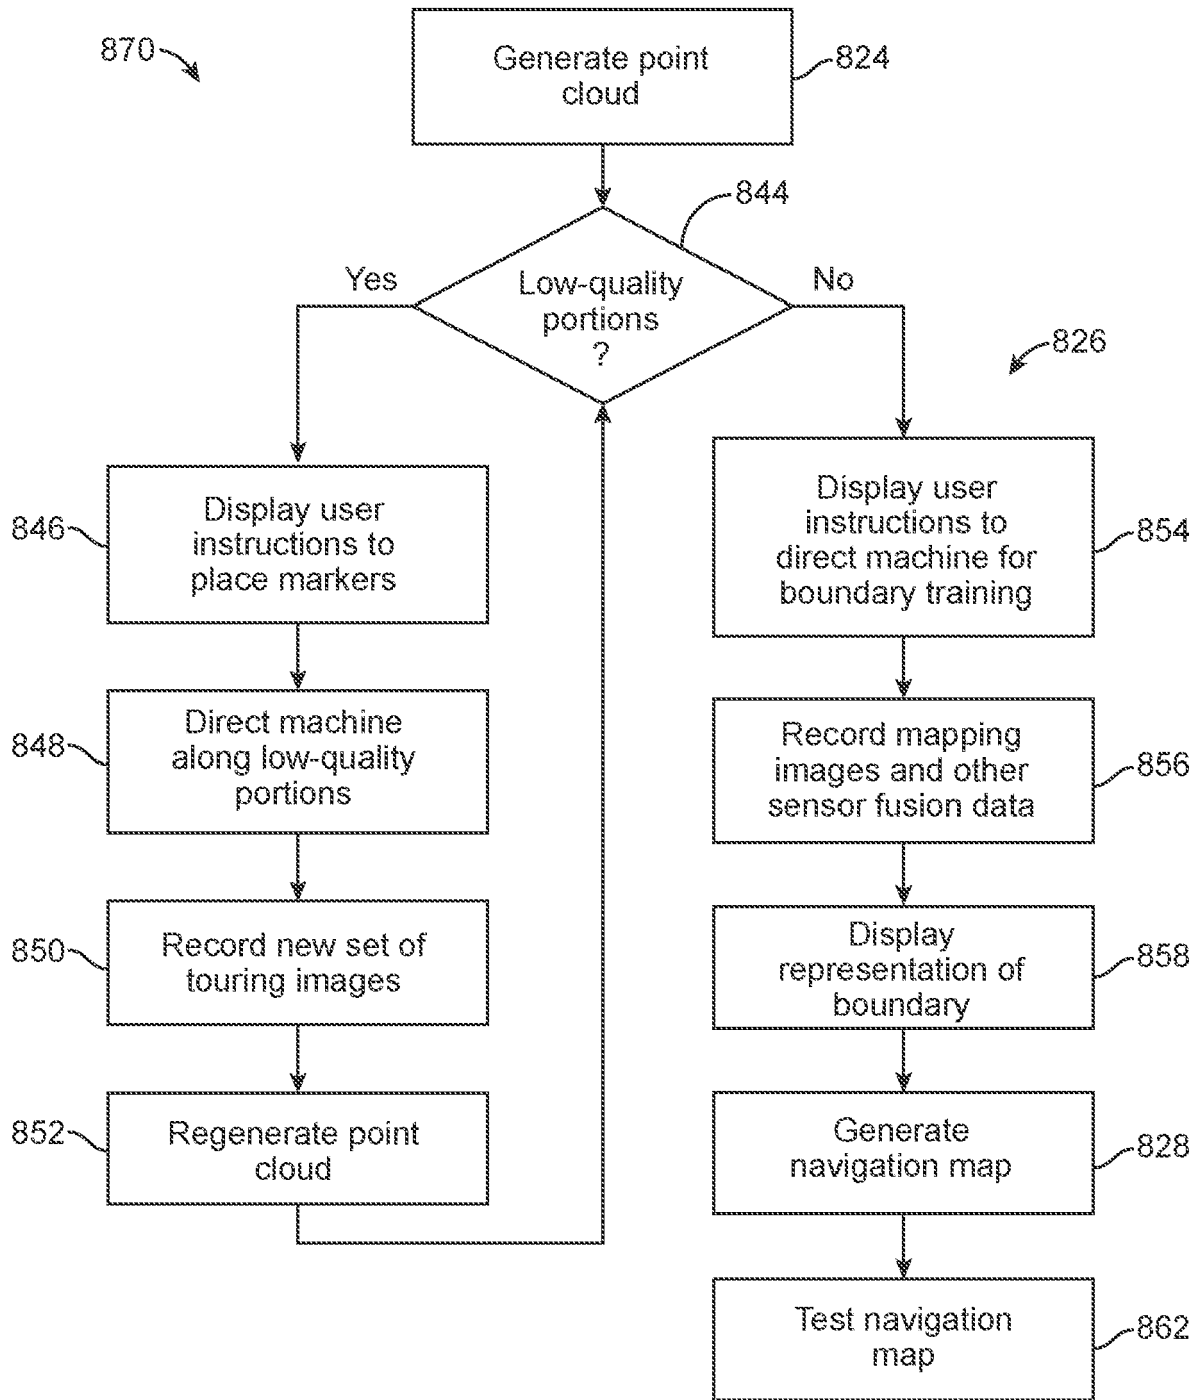 870
Generate point
cloud
824
844
Yes
Low-quality
portions
?
No
826
846
Display user
instructions to
place markers
848
Direct machine
along low-quality
portions
850
Record new set of
touring images
852
Regenerate point
cloud
Display user
instructions to
direct machine for
boundary training
854
Record mapping
images and other
sensor fusion data
856
Display
representation of
boundary
858
Generate
navigation map
828
Test navigation
map
862